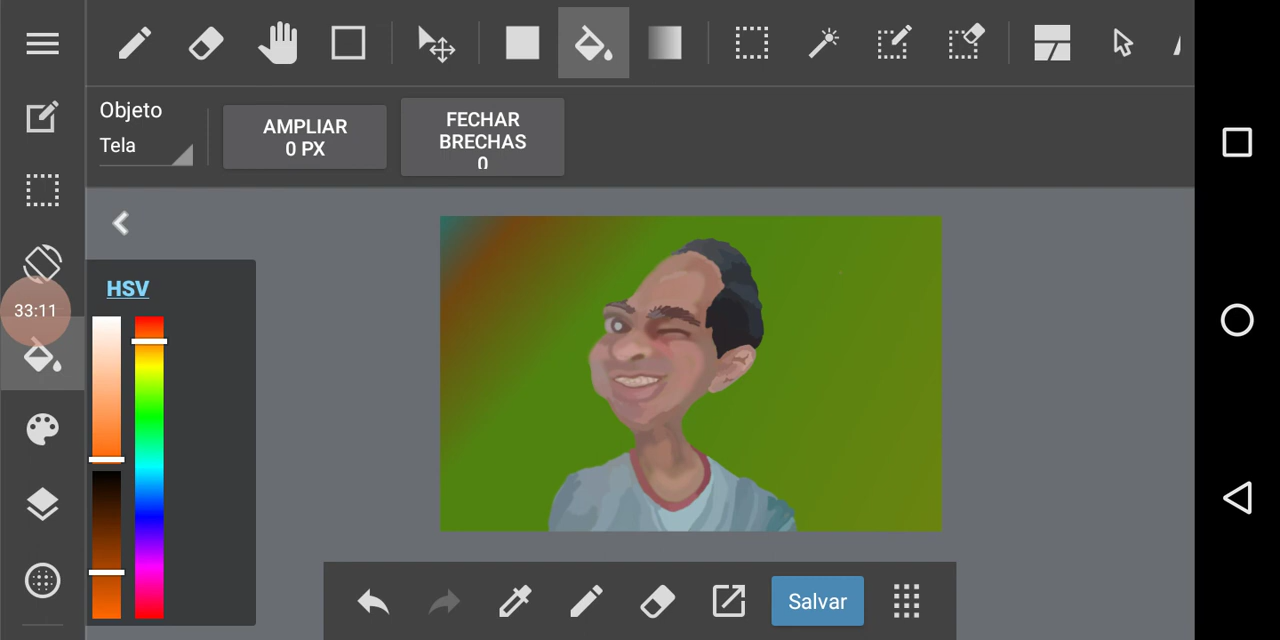 Objeto
Tela
AMPLIAR
0 PX
FECHAR
BRECHAS
0
HSV
33:11
Salvar